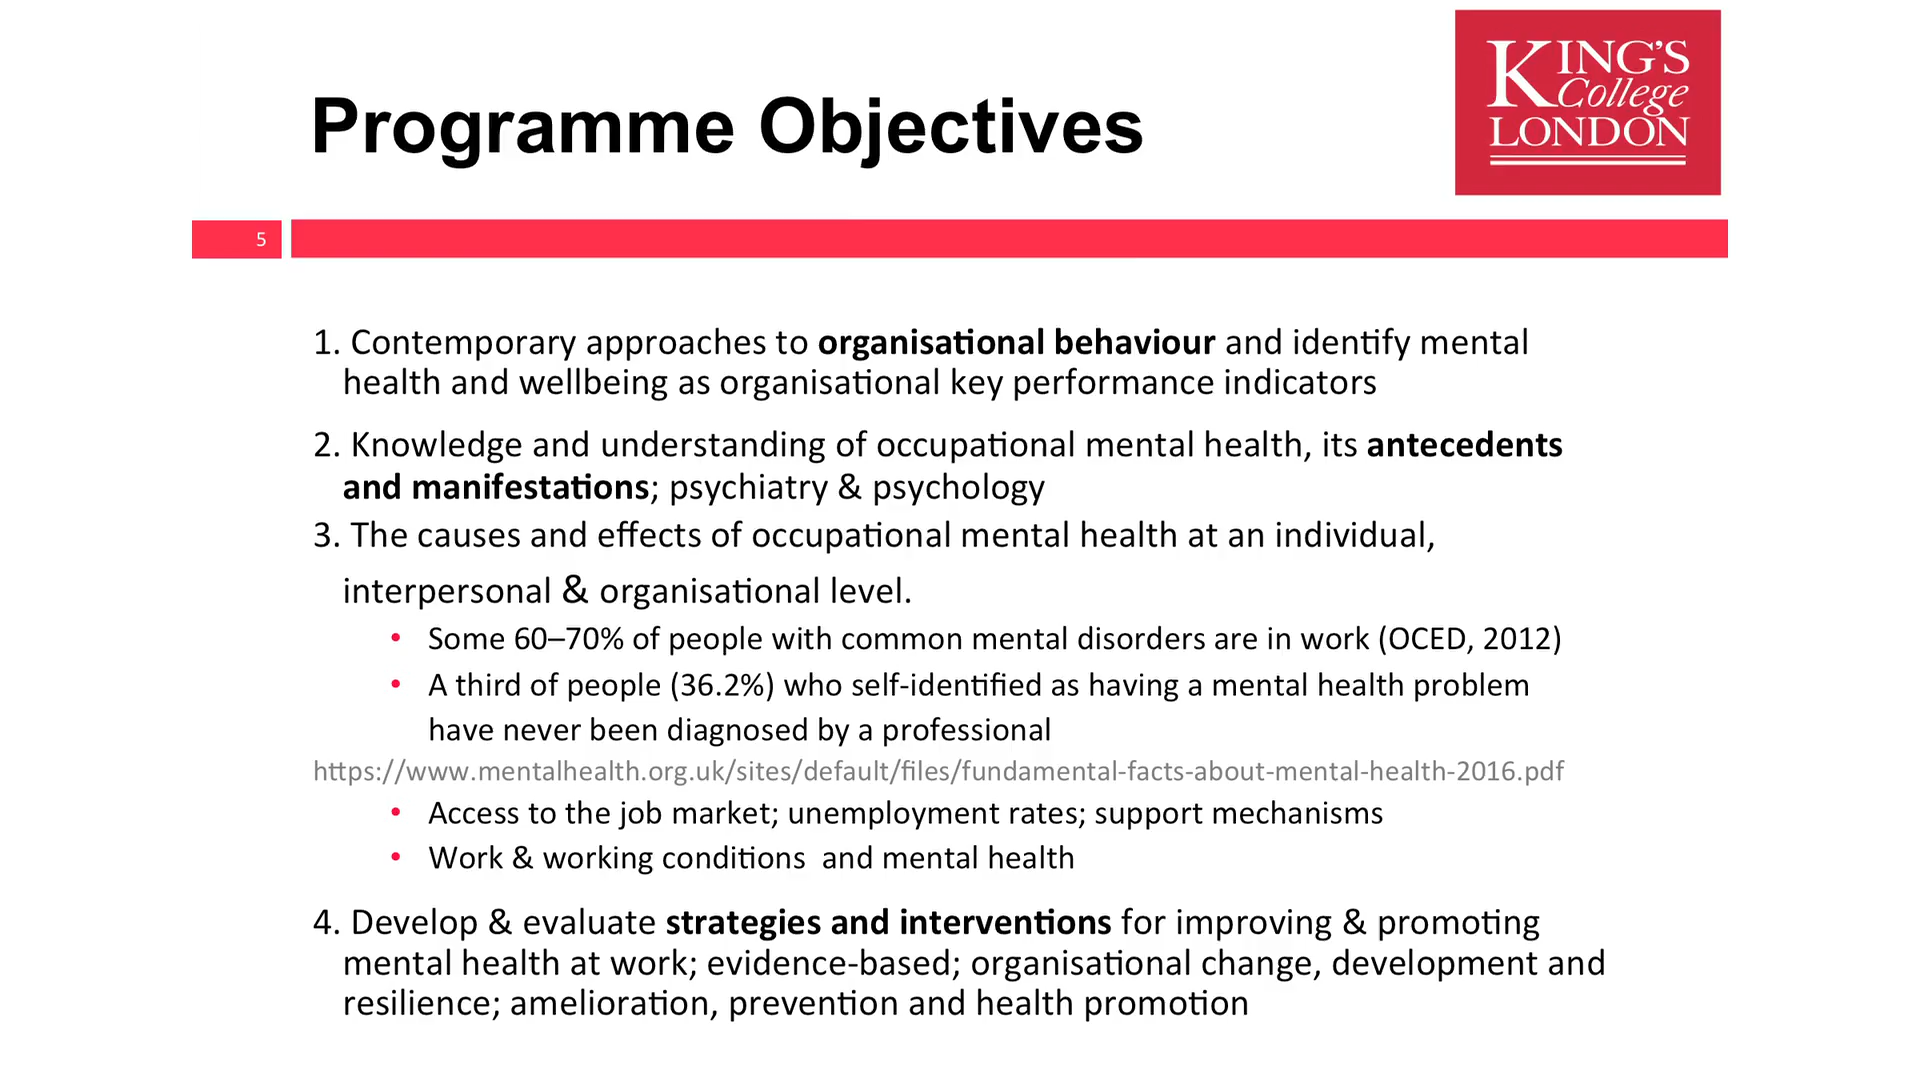 Programme Objectives
KING'S
College
LONDON
5
1. Contemporary approaches to organisational behaviour and identify mental
health and wellbeing as organisational key performance indicators
2. Knowledge and understanding of occupational mental health, its antecedents
and manifestations; psychiatry & psychology
3. The causes and effects of occupational mental health at an individual,
interpersonal & organisational level.
• Some 60–70% of people with common mental disorders are in work (OCED, 2012)
• A third of people (36.2%) who self-identified as having a mental health problem
have never been diagnosed by a professional
https://www.mentalhealth.org.uk/sites/default/files/fundamental-facts-about-mental-health-2016.pdf
• Access to the job market; unemployment rates; support mechanisms
• Work & working conditions  and mental health
4. Develop & evaluate strategies and interventions for improving & promoting
mental health at work; evidence-based; organisational change, development and
resilience; amelioration, prevention and health promotion